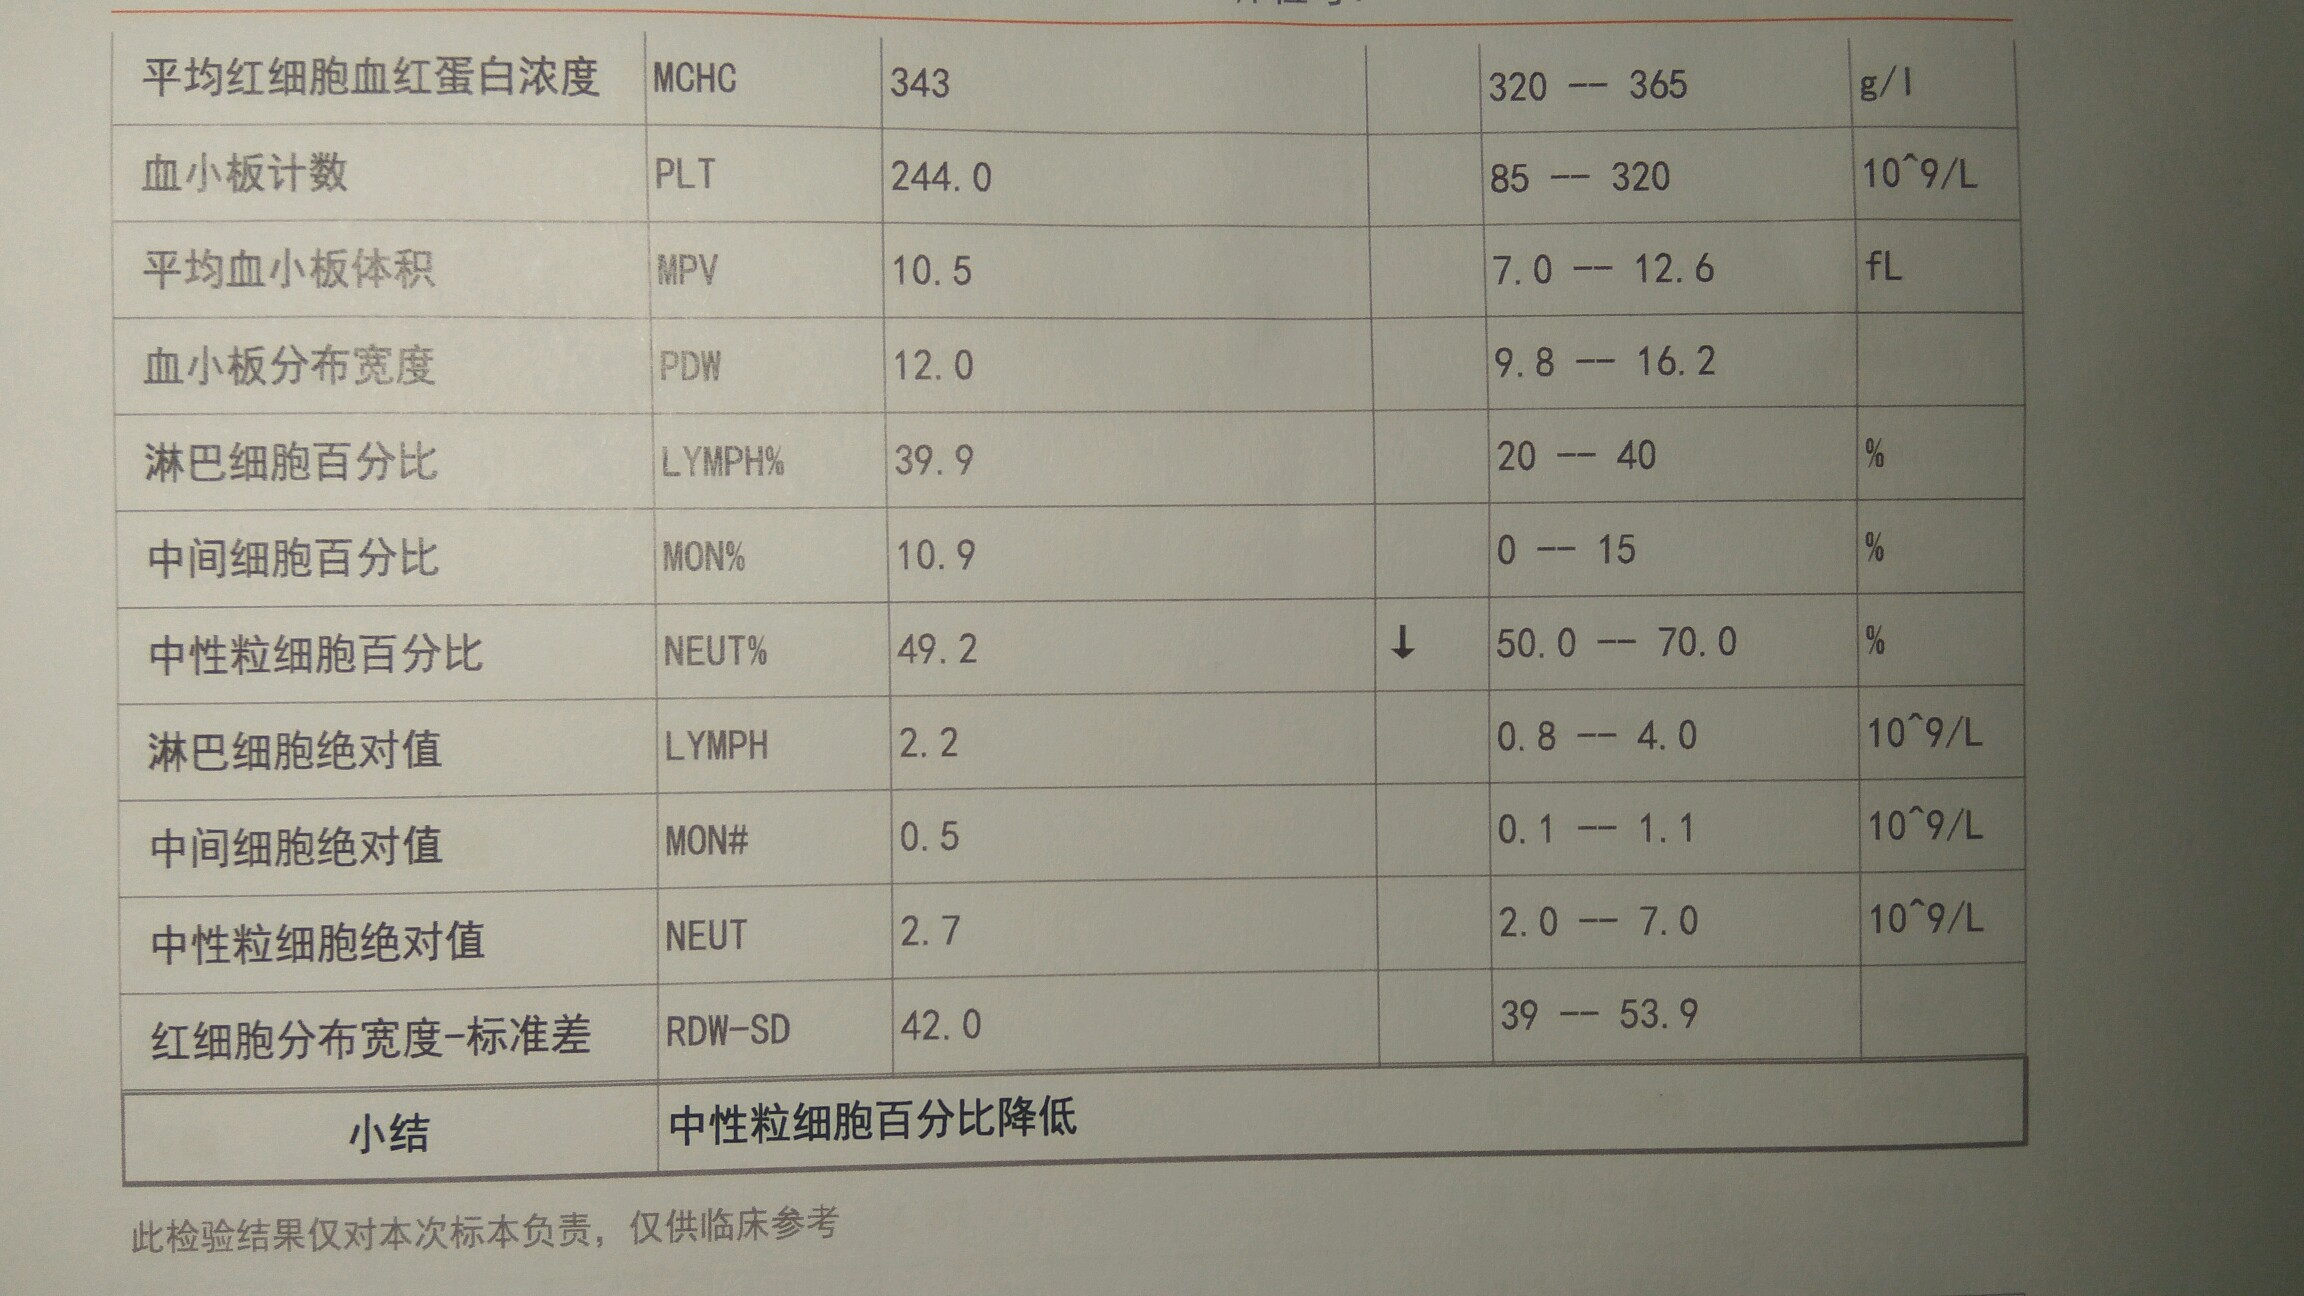 平均红细胞血红蛋白浓度 MCHC 343 320 -- 365 g/l
血小板计数 PLT 244.0 85 -- 320 10^9/L
平均血小板体积 MPV 10.5 7.0 -- 12.6 fL
血小板分布宽度 PDW 12.0 9.8 -- 16.2
淋巴细胞百分比 LYMPH% 39.9 20 -- 40 %
中间细胞百分比 MON% 10.9 0 -- 15 %
中性粒细胞百分比 NEUT% 49.2 ↓ 50.0 -- 70.0 %
淋巴细胞绝对值 LYMPH 2.2 0.8 -- 4.0 10^9/L
中间细胞绝对值 MON# 0.5 0.1 -- 1.1 10^9/L
中性粒细胞绝对值 NEUT 2.7 2.0 -- 7.0 10^9/L
红细胞分布宽度-标准差 RDW-SD 42.0 39 -- 53.9
小结 中性粒细胞百分比降低
此检验结果仅对本次标本负责，仅供临床参考